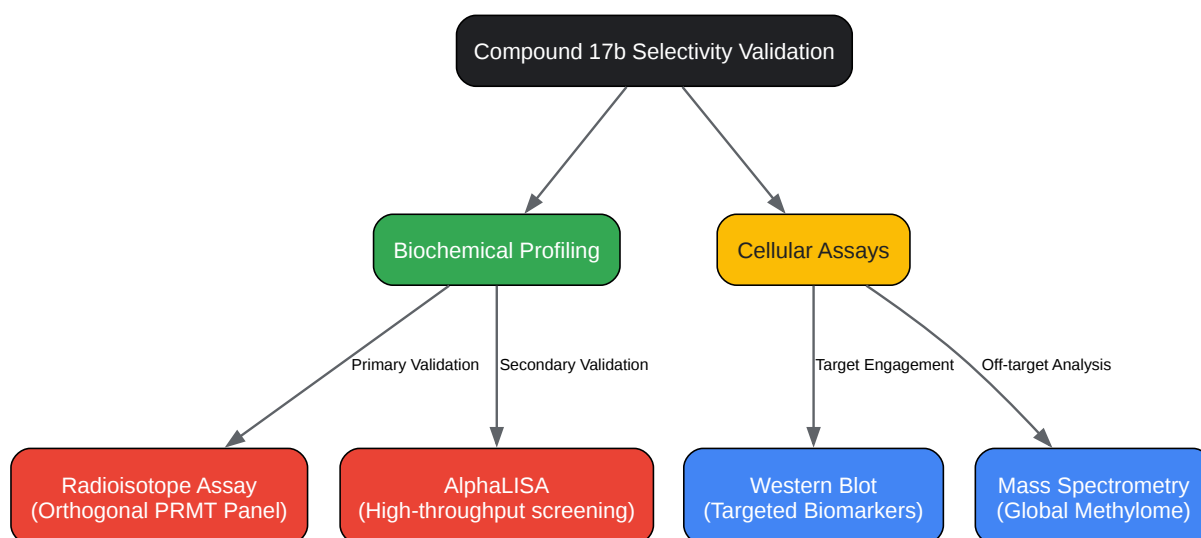 Compound 17b Selectivity Validation
Biochemical Profiling
Cellular Assays
Primary Validation
Secondary Validation
Target Engagement
Off-target Analysis
Radioisotope Assay
(Orthogonal PRMT Panel)
AlphaLISA
(High-throughput screening)
Western Blot
(Targeted Biomarkers)
Mass Spectrometry
(Global Methylome)